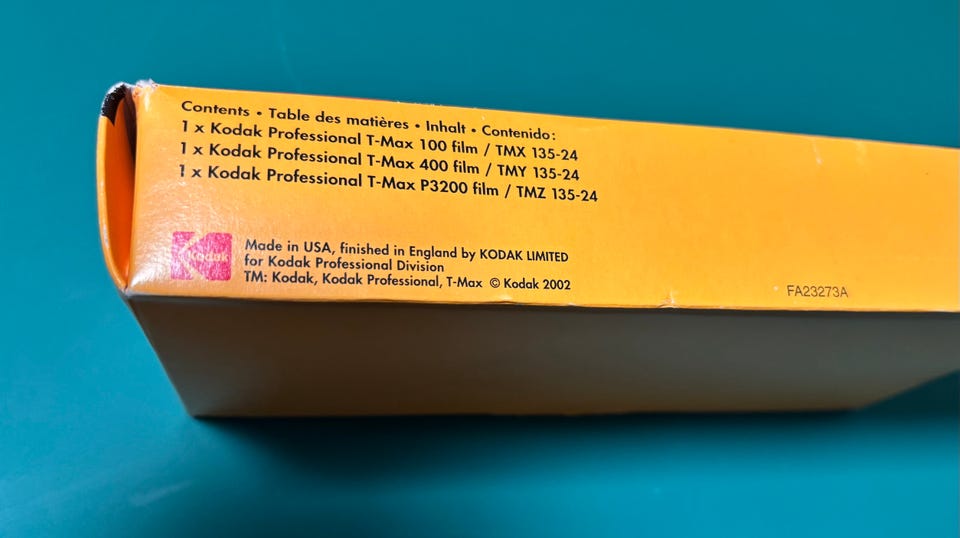 Contents • Table des matières • Inhalt • Contenido:
1 x Kodak Professional T-Max 100 film / TMX 135-24
1 x Kodak Professional T-Max 400 film / TMY 135-24
1 x Kodak Professional T-Max P3200 film / TMZ 135-24
Kodak
Made in USA, finished in England by KODAK LIMITED
for Kodak Professional Division
TM: Kodak, Kodak Professional, T-Max © Kodak 2002
FA23273A